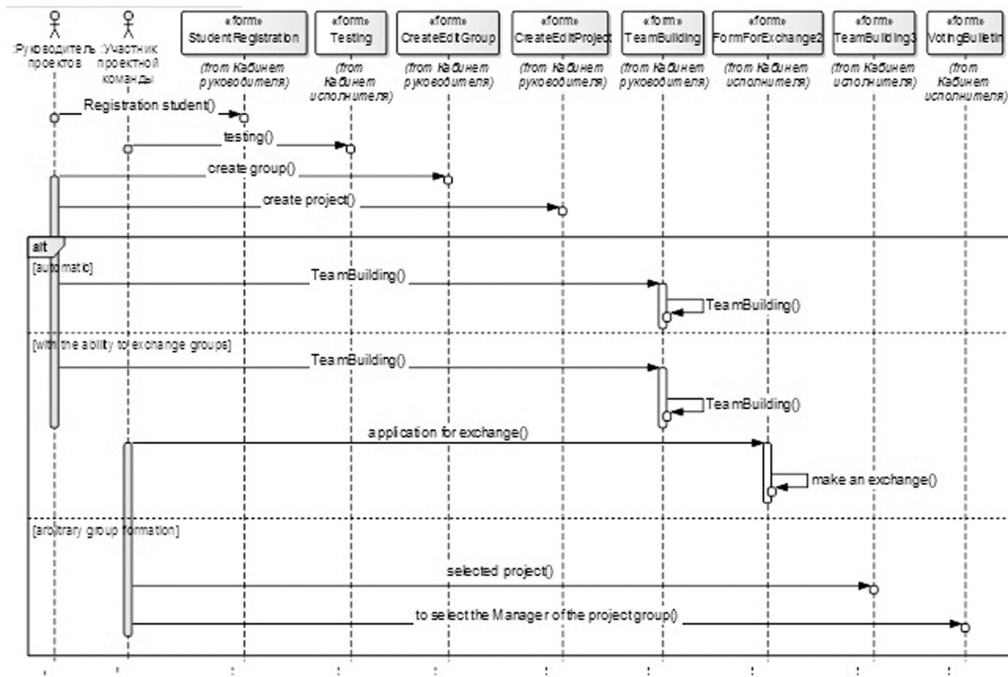 :Руководитель проектов
:Участник проектной команды
«form»
StudentRegistration
(from Кабинет руководителя)
«form»
Testing
(from Кабинет исполнителя)
«form»
CreateEditGroup
(from Кабинет руководителя)
«form»
CreateEditProject
(from Кабинет руководителя)
«form»
TeamBuilding
(from Кабинет руководителя)
«form»
FormForExchange2
(from Кабинет исполнителя)
«form»
TeamBuilding3
(from Кабинет исполнителя)
«form»
VotingBulletin
(from Кабинет исполнителя)
Registration student()
testing()
create group()
create project()
alt
[automatic]
TeamBuilding()
TeamBuilding()
[with the ability to exchange groups]
TeamBuilding()
TeamBuilding()
application for exchange()
make an exchange()
[arbitrary group formation]
selected project()
to select the Manager of the project group()